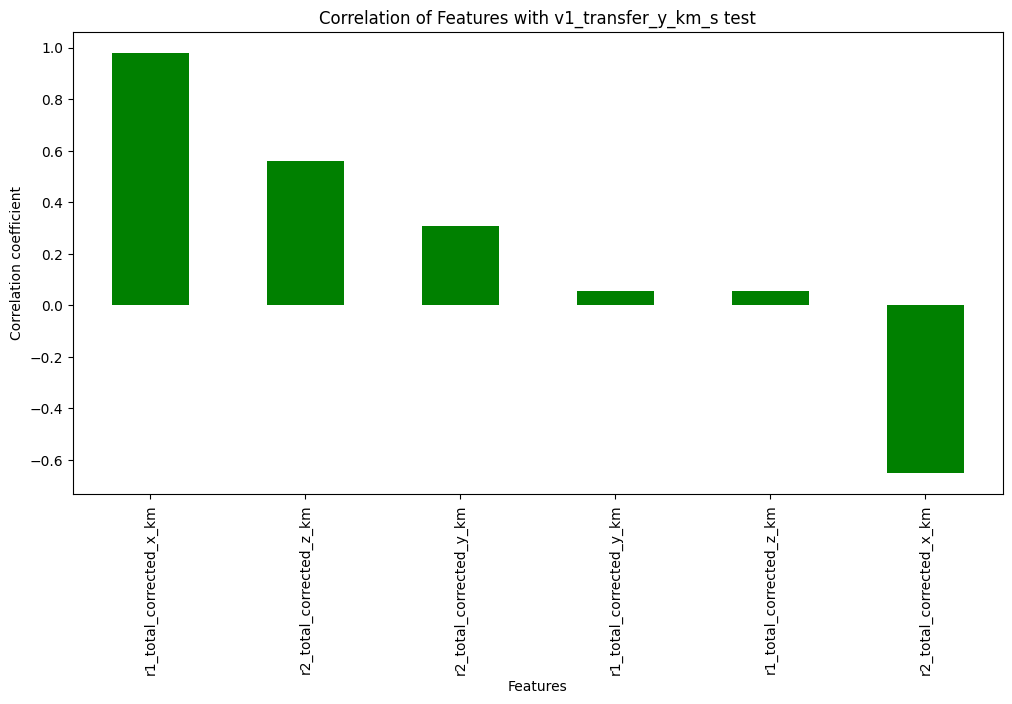 Correlation of Features with v1_transfer_y_km_s test
Correlation coefficient
1.0
0.8
0.6
0.4
0.2
0.0
−0.2
−0.4
−0.6
r1_total_corrected_x_km
r2_total_corrected_z_km
r2_total_corrected_y_km
r1_total_corrected_y_km
r1_total_corrected_z_km
r2_total_corrected_x_km
Features